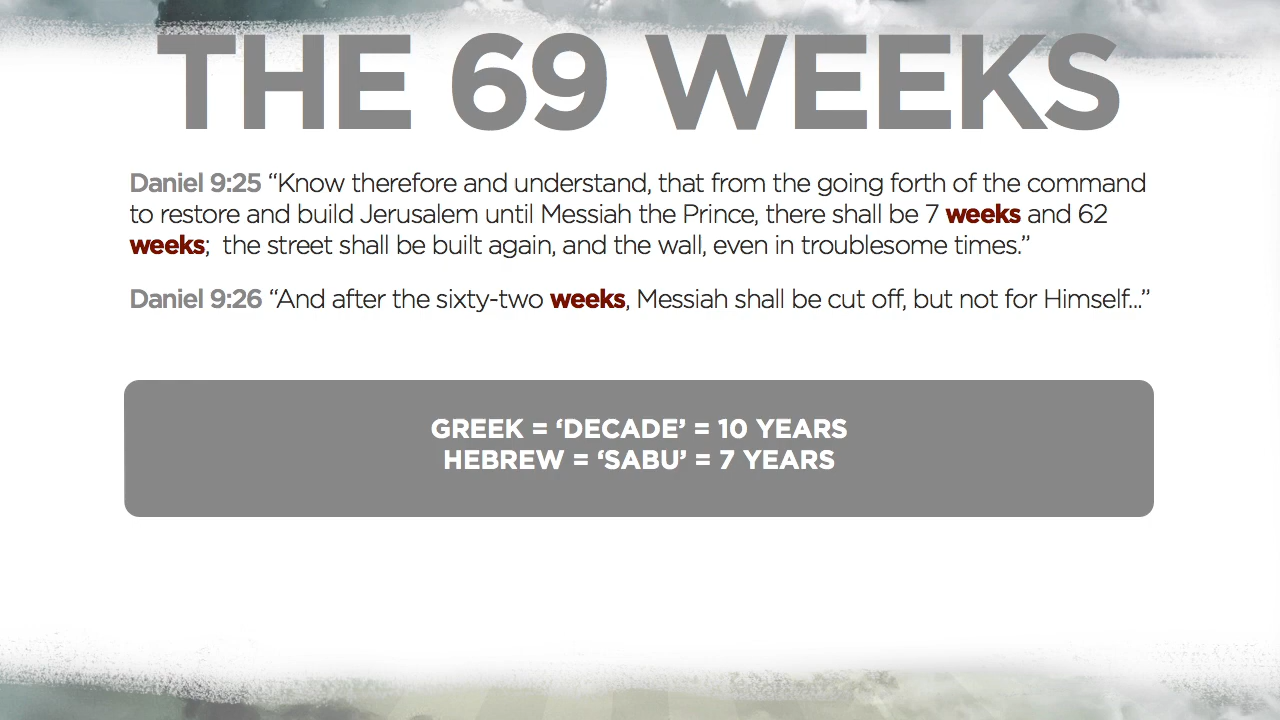 THE 69 WEEKS
Daniel 9:25 “Know therefore and understand, that from the going forth of the command
to restore and build Jerusalem until Messiah the Prince, there shall be 7 weeks and 62
weeks;  the street shall be built again, and the wall, even in troublesome times.”
Daniel 9:26 “And after the sixty-two weeks, Messiah shall be cut off, but not for Himself...”
GREEK = ‘DECADE’ = 10 YEARS
HEBREW = ‘SABU’ = 7 YEARS